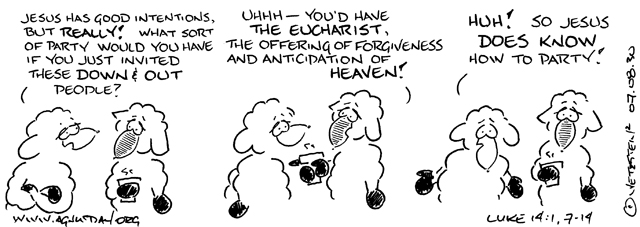 JESUS HAS GOOD INTENTIONS,
BUT REALLY! WHAT SORT
OF PARTY WOULD YOU HAVE
IF YOU JUST INVITED
THESE DOWN & OUT
PEOPLE?
UHHH— YOU'D HAVE
THE EUCHARIST,
THE OFFERING OF FORGIVENESS
AND ANTICIPATION OF
HEAVEN!
HUH! SO JESUS
DOES KNOW
HOW TO PARTY!
WWW.AGNUSDAY.ORG
LUKE 14:1, 7-14
© WETZSTEIN 07.08.30